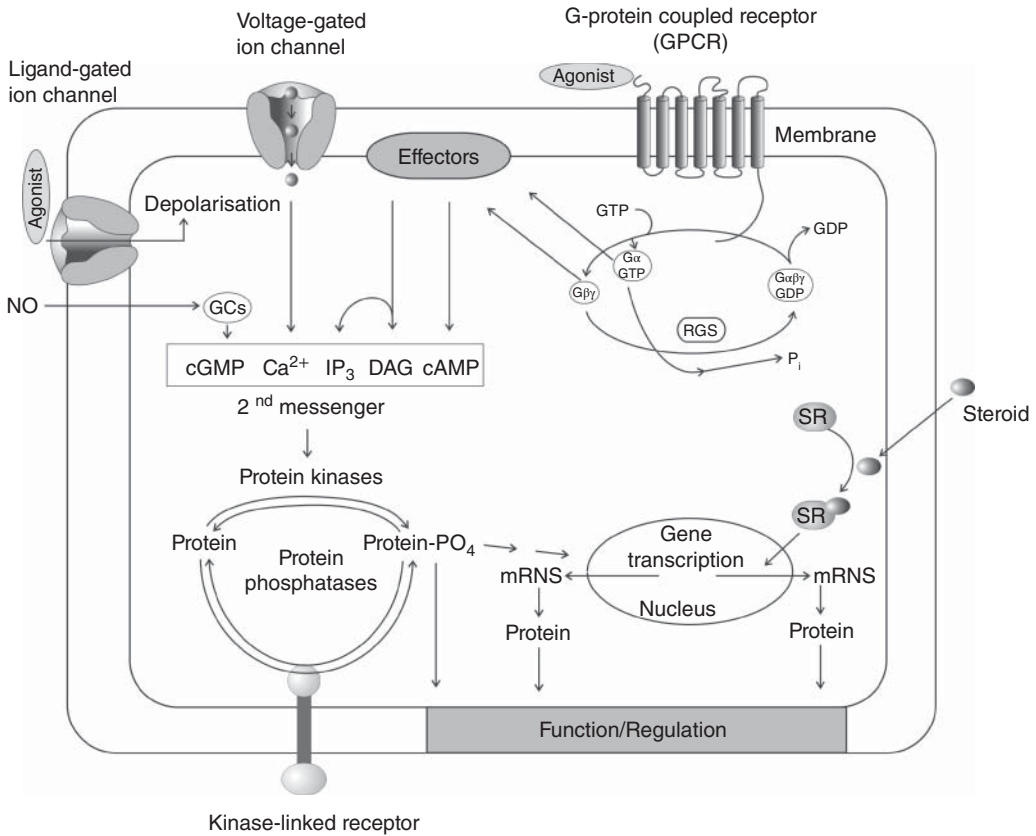 G-protein coupled receptor
(GPCR)
Voltage-gated
ion channel
Ligand-gated
ion channel
Agonist
Agonist
Effectors
Membrane
Depolarisation
GTP
GDP
Gα
GTP
Gβγ
Gαβγ
GDP
RGS
Pi
NO
GCs
cGMP Ca2+ IP3 DAG cAMP
2 nd messenger
Protein kinases
Protein
Protein phosphatases
Protein-PO4
SR
Steroid
SR
Gene
transcription
Nucleus
mRNS
mRNS
Protein
Protein
Function/Regulation
Kinase-linked receptor